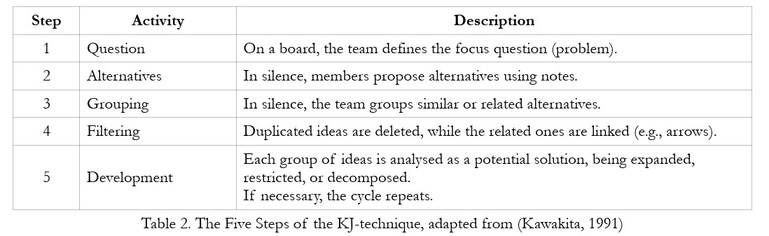 Step Activity Description
1 Question On a board, the team defines the focus question (problem).
2 Alternatives In silence, members propose alternatives using notes.
3 Grouping In silence, the team groups similar or related alternatives.
4 Filtering Duplicated ideas are deleted, while the related ones are linked (e.g., arrows).
5 Development Each group of ideas is analysed as a potential solution, being expanded,
restricted, or decomposed.
If necessary, the cycle repeats.
Table 2. The Five Steps of the KJ-technique, adapted from (Kawakita, 1991)